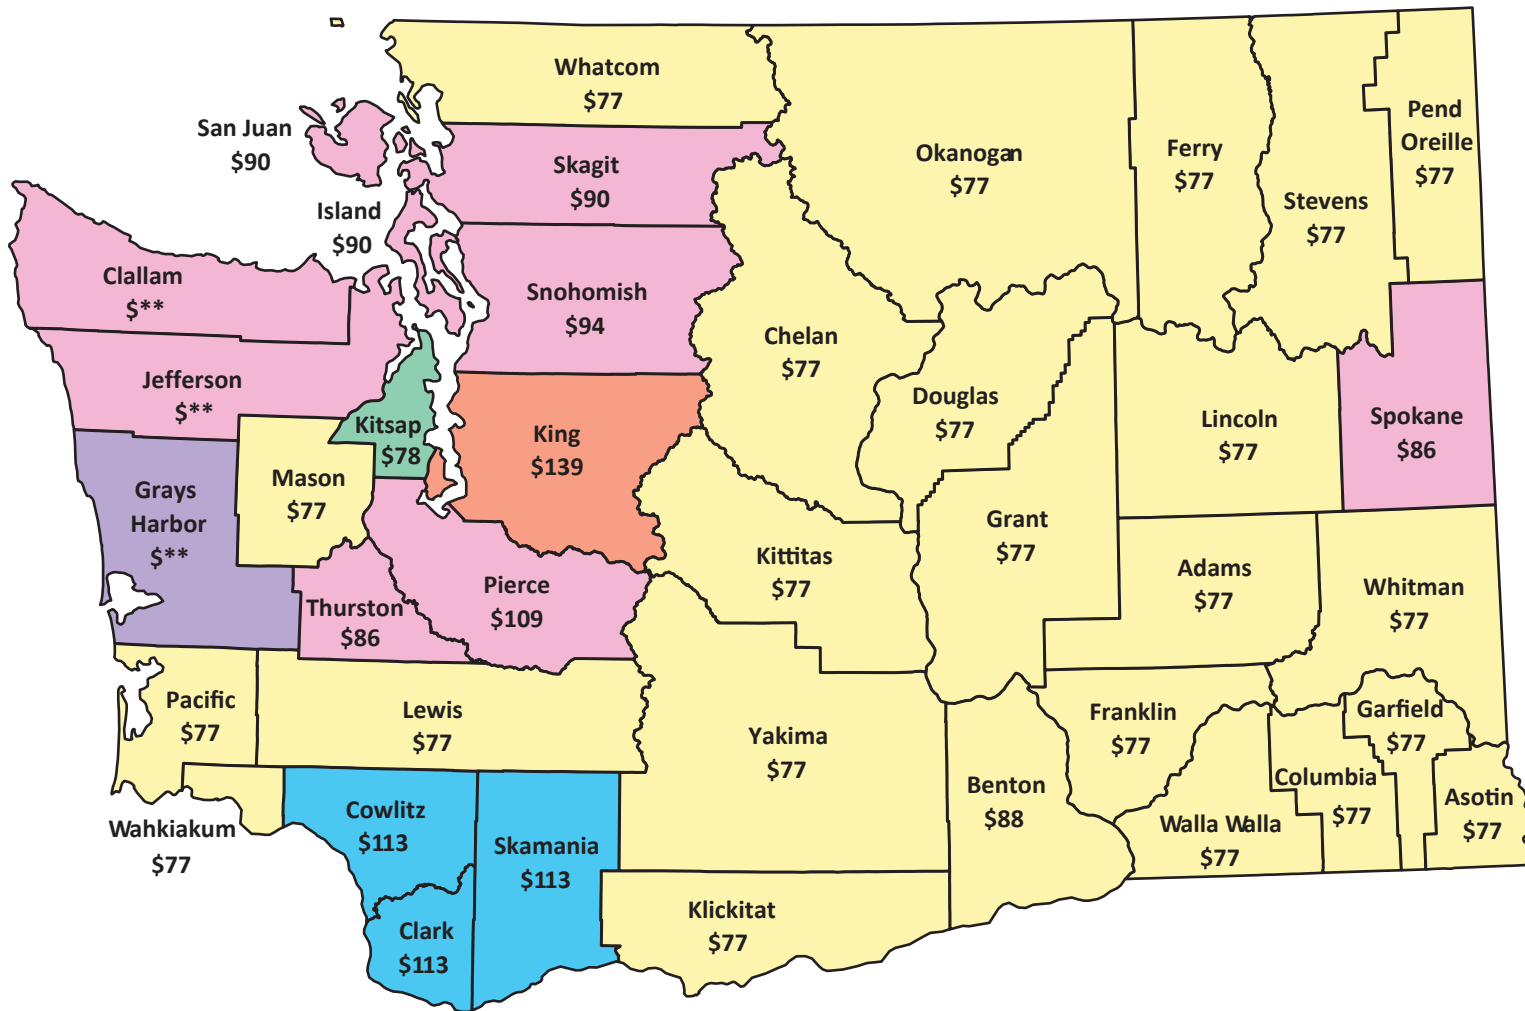 Whatcom
$77
San Juan
$90
Skagit
$90
Island
$90
Okanogan
$77
Ferry
$77
Stevens
$77
Pend
Oreille
$77
Clallam
$**
Snohomish
$94
Chelan
$77
Jefferson
$**
Kitsap
$78
King
$139
Douglas
$77
Lincoln
$77
Spokane
$86
Grays
Harbor
$**
Mason
$77
Kittitas
$77
Grant
$77
Adams
$77
Whitman
$77
Thurston
$86
Pierce
$109
Pacific
$77
Lewis
$77
Yakima
$77
Benton
$88
Franklin
$77
Garfield
$77
Columbia
$77
Asotin
$77
Walla Walla
$77
Wahkiakum
$77
Cowlitz
$113
Skamania
$113
Clark
$113
Klickitat
$77